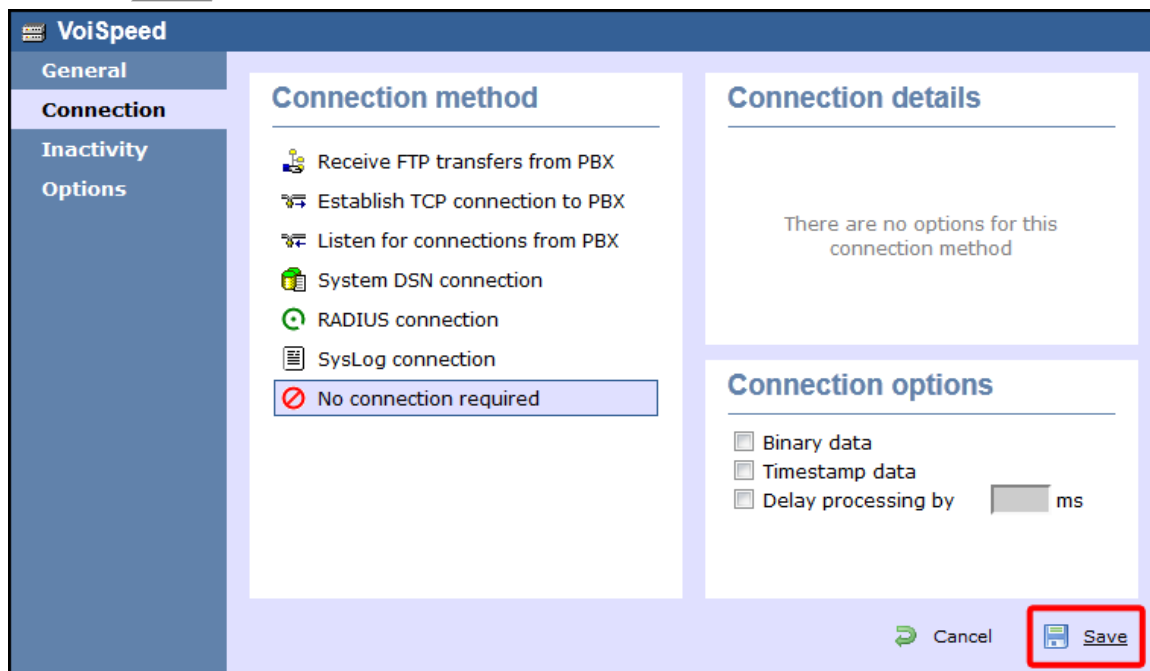 VoiSpeed
General
Connection
Inactivity
Options
Connection method
Receive FTP transfers from PBX
Establish TCP connection to PBX
Listen for connections from PBX
System DSN connection
RADIUS connection
SysLog connection
No connection required
Connection details
There are no options for this
connection method
Connection options
Binary data
Timestamp data
Delay processing by ms
Cancel Save